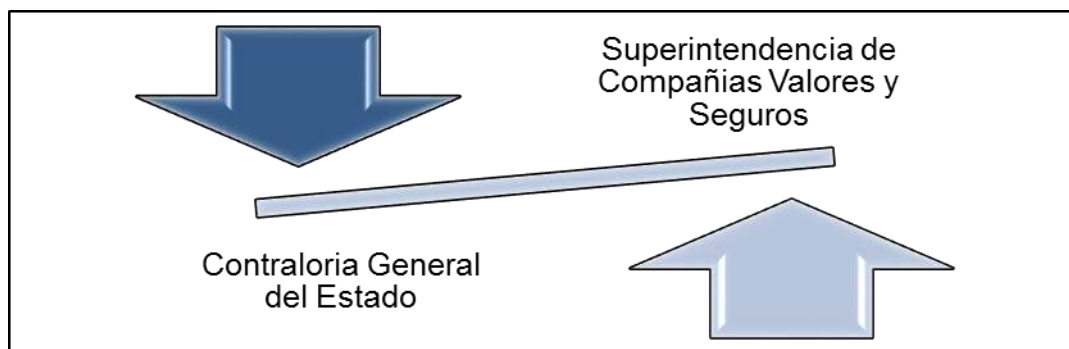 Superintendencia de
Compañias Valores y
Seguros
Contraloria General
del Estado